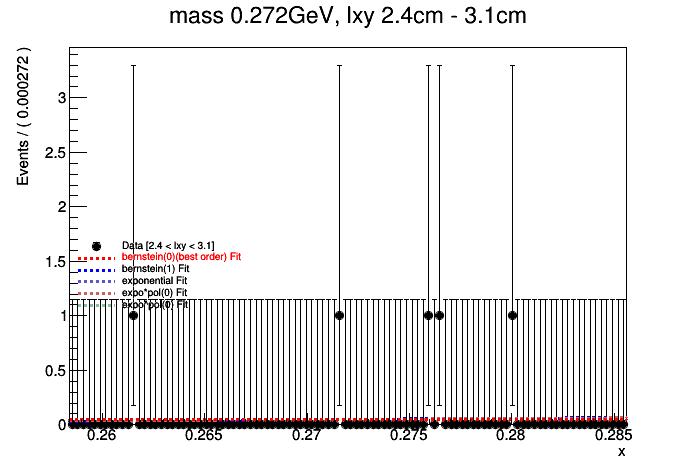 mass 0.272GeV, lxy 2.4cm - 3.1cm
Events / ( 0.000272 )
3
2.5
2
1.5
1
0.5
0
Data [2.4 < lxy < 3.1]
bernstein(0)(best order) Fit
bernstein(1) Fit
exponential Fit
expo*pol(0) Fit
expo*pol(0) Fit
0.26 0.265 0.27 0.275 0.28 0.285
x